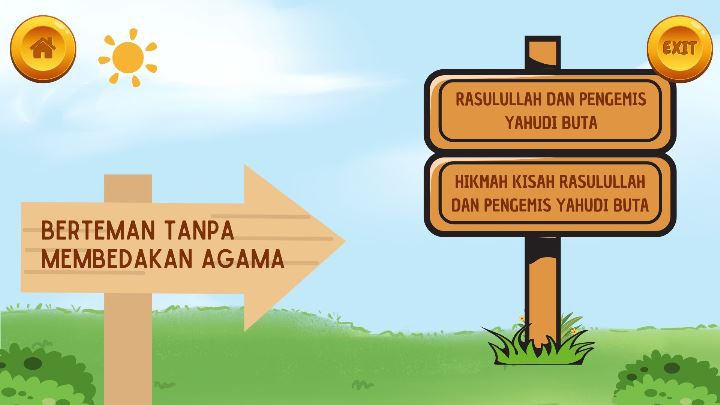 EXIT
RASULULLAH DAN PENGEMIS
YAHUDI BUTA
HIKMAH KISAH RASULULLAH
DAN PENGEMIS YAHUDI BUTA
BERTEMAN TANPA
MEMBEDAKAN AGAMA